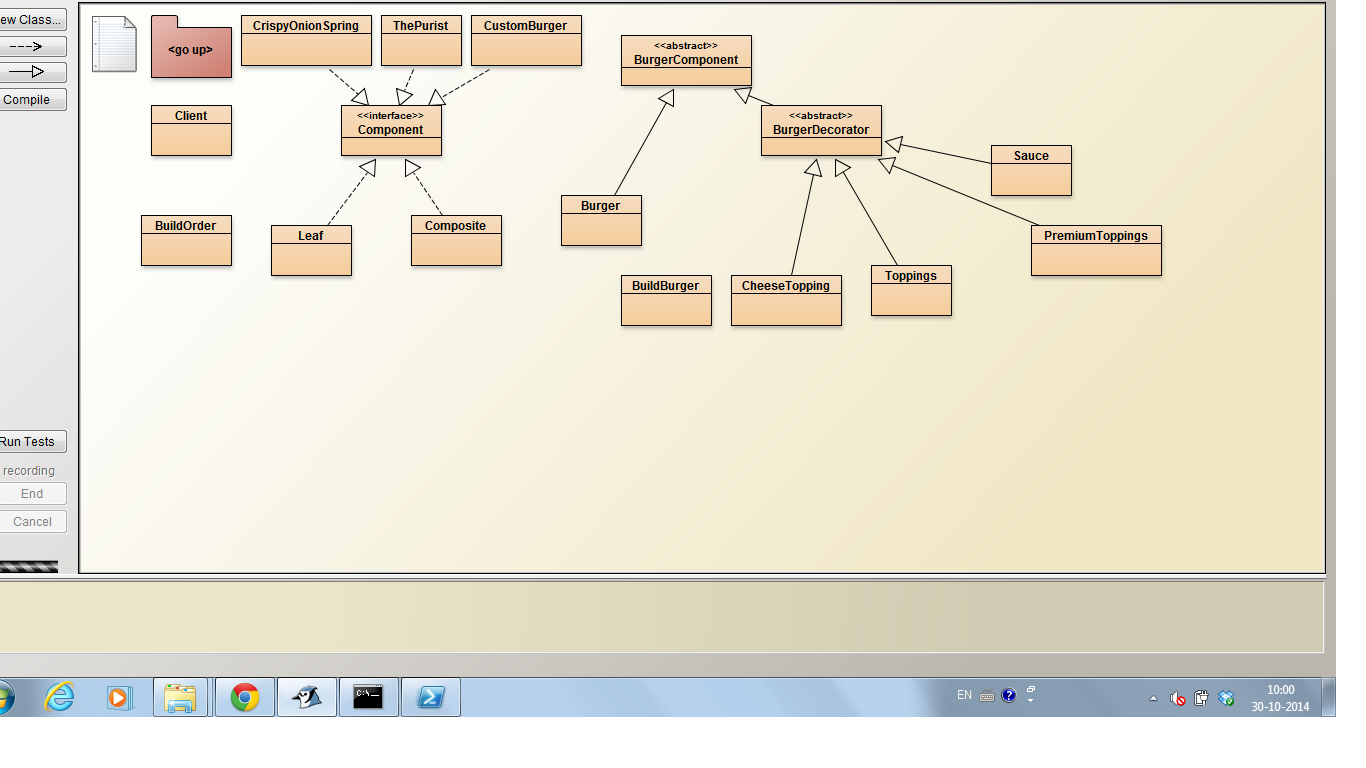 ew Class...
Compile
Run Tests
recording
End
Cancel
<go up>
CrispyOnionSpring
ThePurist
CustomBurger
<<abstract>>
BurgerComponent
Client
<<interface>>
Component
<<abstract>>
BurgerDecorator
Sauce
Burger
BuildOrder
Leaf
Composite
PremiumToppings
BuildBurger
CheeseTopping
Toppings
C:\
EN
10:00
30-10-2014